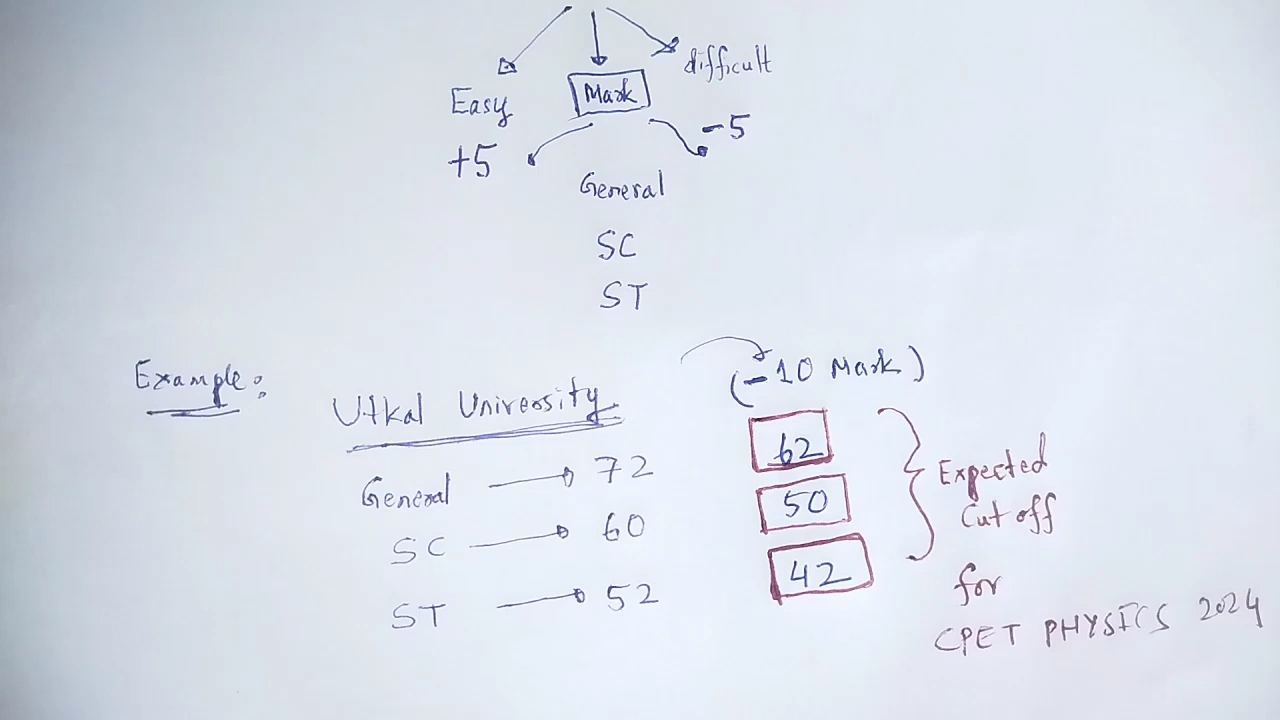 difficult
Easy
Mark
+5
-5
General
SC
ST
Example:
Utkal University
(-10 Mark)
General → 72
62
SC → 60
50
ST → 52
42
Expected
Cut off
for
CPET PHYSICS 2024